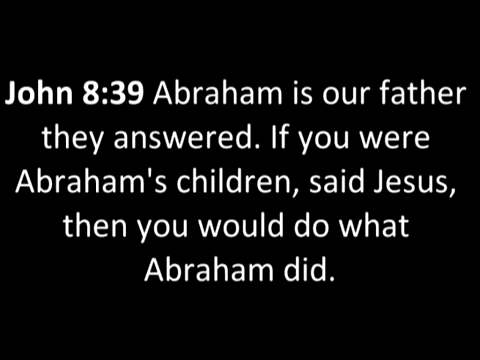 John 8:39 Abraham is our father
they answered. If you were
Abraham's children, said Jesus,
then you would do what
Abraham did.